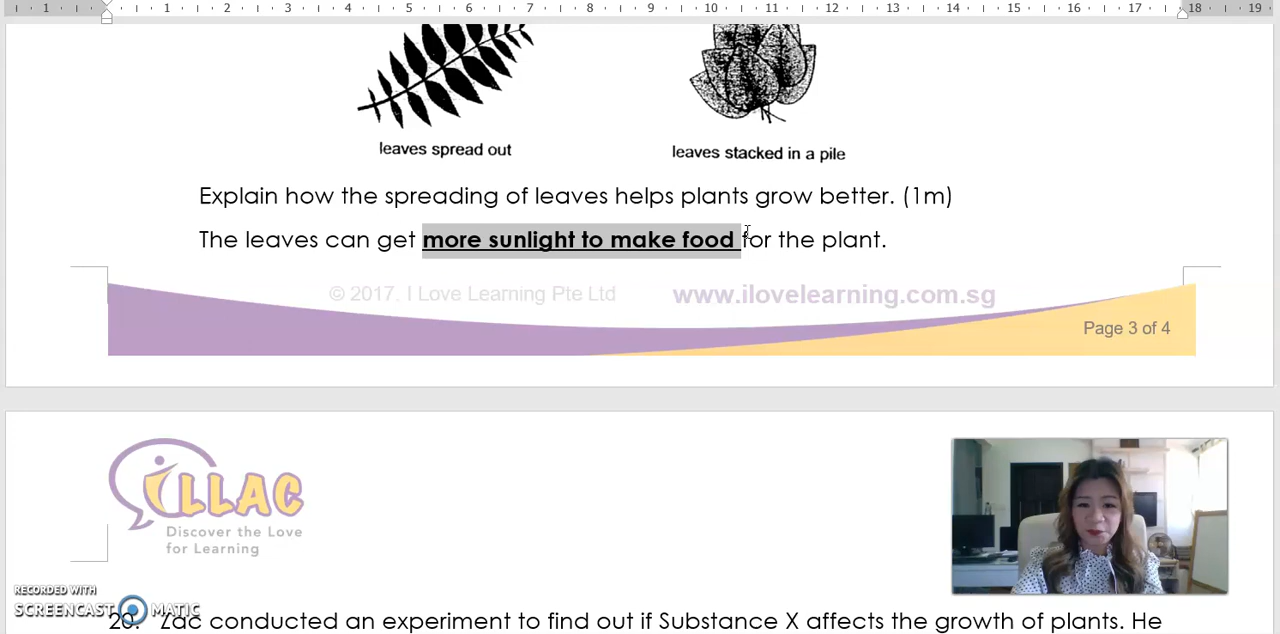 1 1 2 3 4 5 6 7 8 9 10 11 12 13 14 15 16 17 18 19
leaves spread out
leaves stacked in a pile
Explain how the spreading of leaves helps plants grow better. (1m)
The leaves can get more sunlight to make food for the plant.
© 2017. I Love Learning Pte Ltd www.ilovelearning.com.sg
Page 3 of 4
iLLAC
Discover the Love
for Learning
RECORDED WITH
SCREENCAST MATIC
20. Zac conducted an experiment to find out if Substance X affects the growth of plants. He